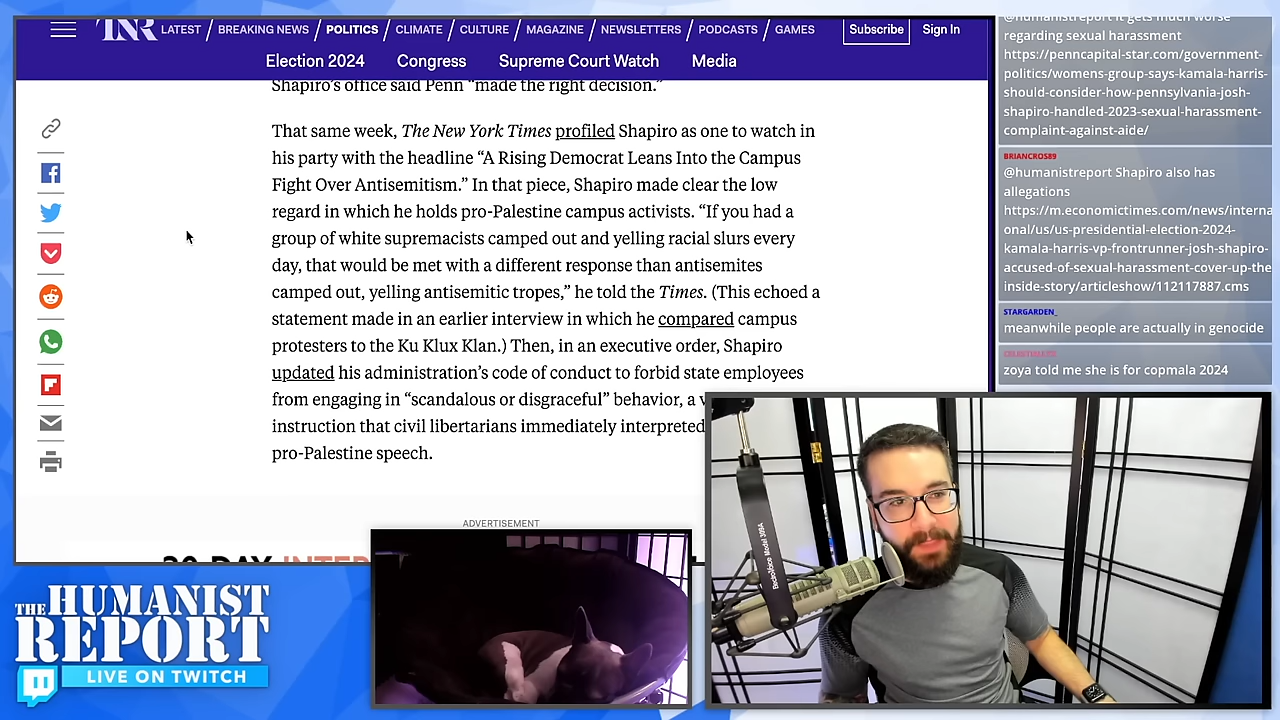 TNR
LATEST / BREAKING NEWS / POLITICS / CLIMATE / CULTURE / MAGAZINE / NEWSLETTERS / PODCASTS / GAMES
Subscribe
Sign In
Election 2024
Congress
Supreme Court Watch
Media
Shapiro's office said Penn “made the right decision.”
That same week, The New York Times profiled Shapiro as one to watch in
his party with the headline “A Rising Democrat Leans Into the Campus
Fight Over Antisemitism.” In that piece, Shapiro made clear the low
regard in which he holds pro-Palestine campus activists. “If you had a
group of white supremacists camped out and yelling racial slurs every
day, that would be met with a different response than antisemites
camped out, yelling antisemitic tropes,” he told the Times. (This echoed a
statement made in an earlier interview in which he compared campus
protesters to the Ku Klux Klan.) Then, in an executive order, Shapiro
updated his administration’s code of conduct to forbid state employees
from engaging in “scandalous or disgraceful” behavior, a
instruction that civil libertarians immediately interpreted
pro-Palestine speech.
ADVERTISEMENT
@humanistreport it gets much worse
regarding sexual harassment
https://penncapital-star.com/government-
politics/womens-group-says-kamala-harris-
should-consider-how-pennsylvania-josh-
shapiro-handled-2023-sexual-harassment-
complaint-against-aide/
BRIANCROS89
@humanistreport Shapiro also has
allegations
https://m.economictimes.com/news/interna
onal/us/us-presidential-election-2024-
kamala-harris-vp-frontrunner-josh-shapiro-
accused-of-sexual-harassment-cover-up-the
inside-story/articleshow/112117887.cms
STARGARDEN_
meanwhile people are actually in genocide
zoya told me she is for copmala 2024
THE HUMANIST
REPORT
LIVE ON TWITCH